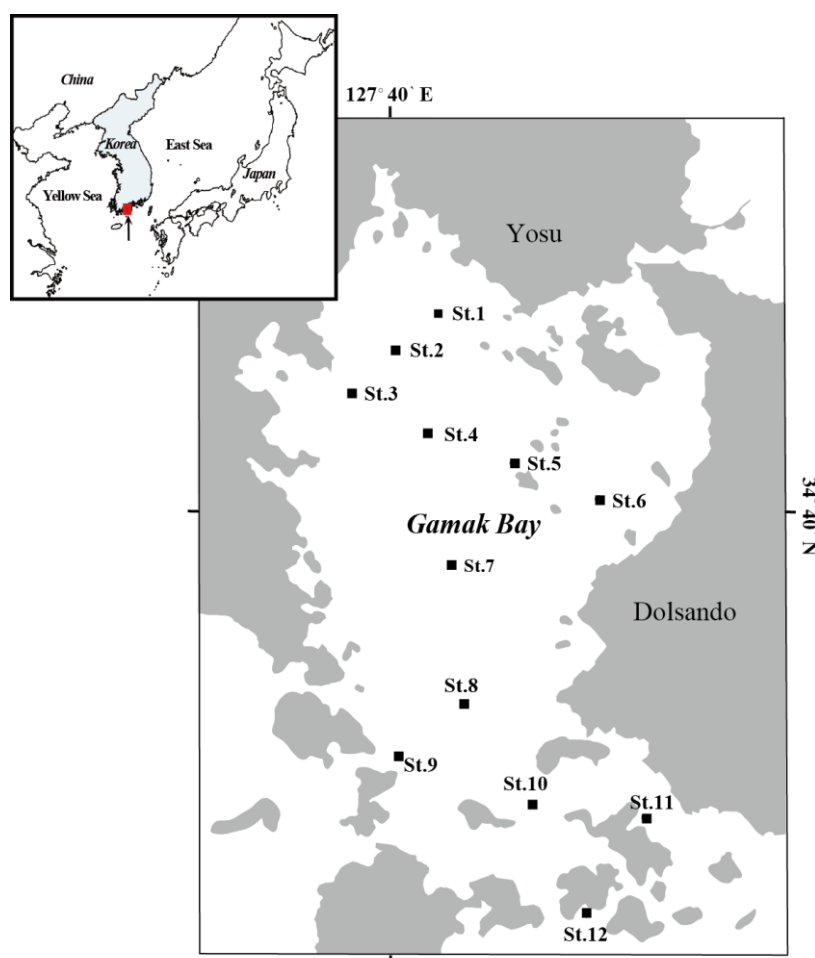 China
Korea
East Sea
Japan
Yellow Sea
127° 40` E
Yosu
St.1
St.2
St.3
St.4
St.5
St.6
34° 40` N
Gamak Bay
St.7
Dolsando
St.8
St.9
St.10
St.11
St.12